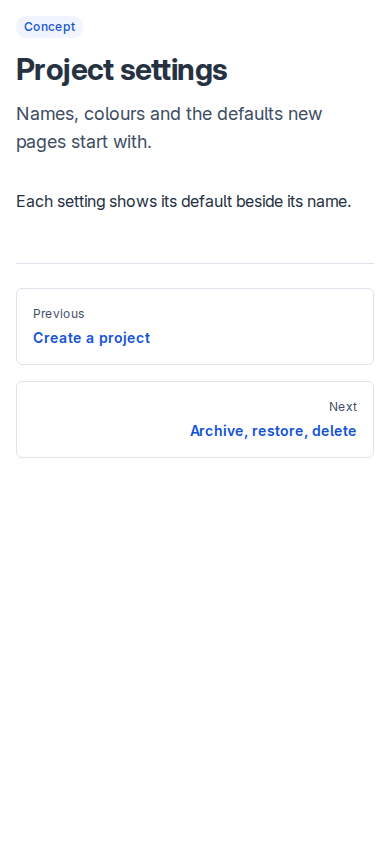 Concept
Project settings
Names, colours and the defaults new
pages start with.
Each setting shows its default beside its name.
Previous
Create a project
Next
Archive, restore, delete